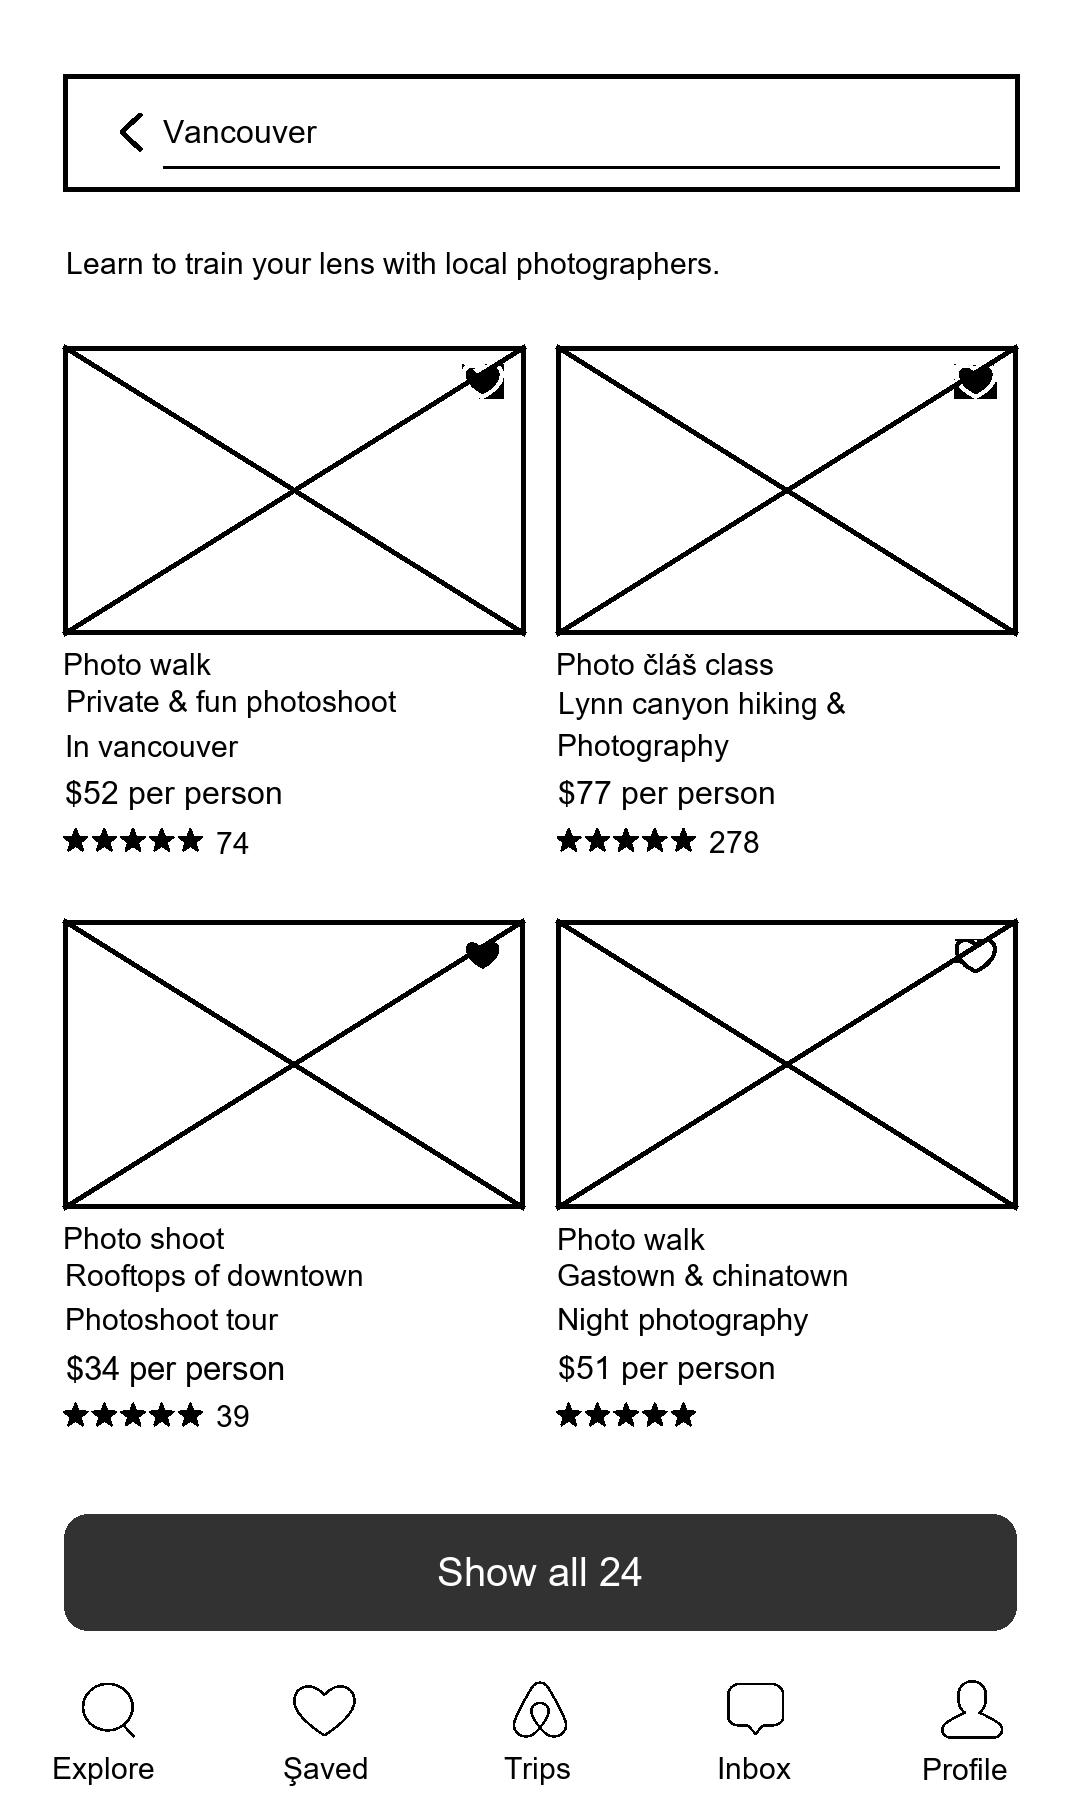 Vancouver
Learn to train your lens with local photographers.
Photo walk
Private & fun photoshoot
In vancouver
$52 per person
74
Photo čláš class
Lynn canyon hiking &
Photography
$77 per person
278
Photo shoot
Rooftops of downtown
Photoshoot tour
$34 per person
39
Photo walk
Gastown & chinatown
Night photography
$51 per person
Show all 24
Explore
Şaved
Trips
Inbox
Profile